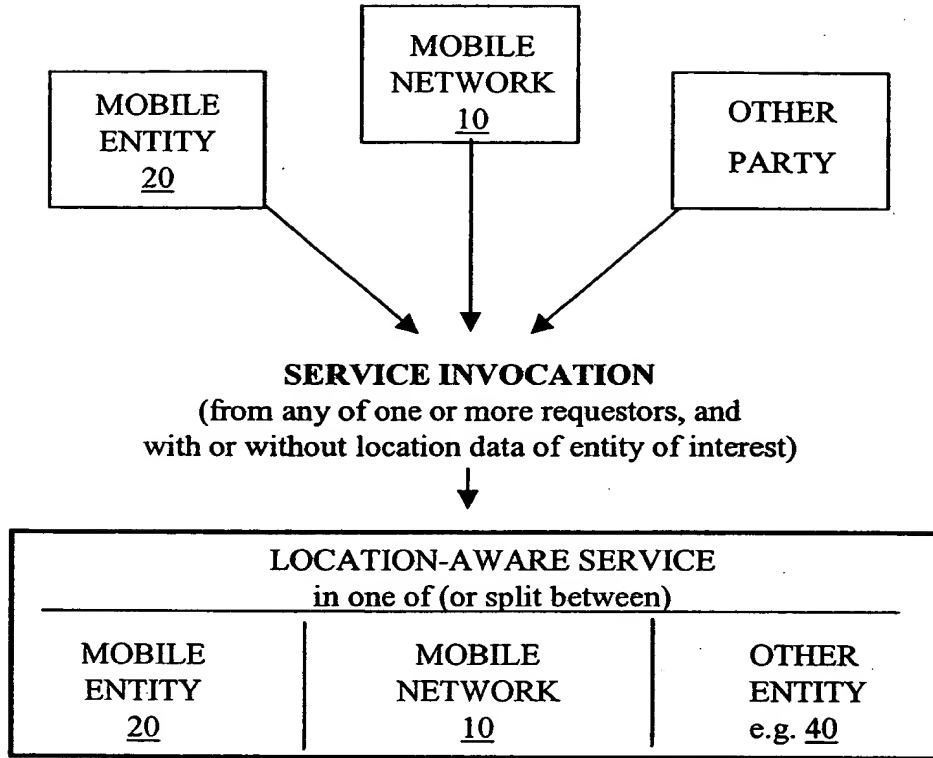 MOBILE
ENTITY
20
MOBILE
NETWORK
10
OTHER
PARTY
SERVICE INVOCATION
(from any of one or more requestors, and
with or without location data of entity of interest)
LOCATION-AWARE SERVICE
in one of (or split between)
MOBILE
ENTITY
20
MOBILE
NETWORK
10
OTHER
ENTITY
e.g. 40